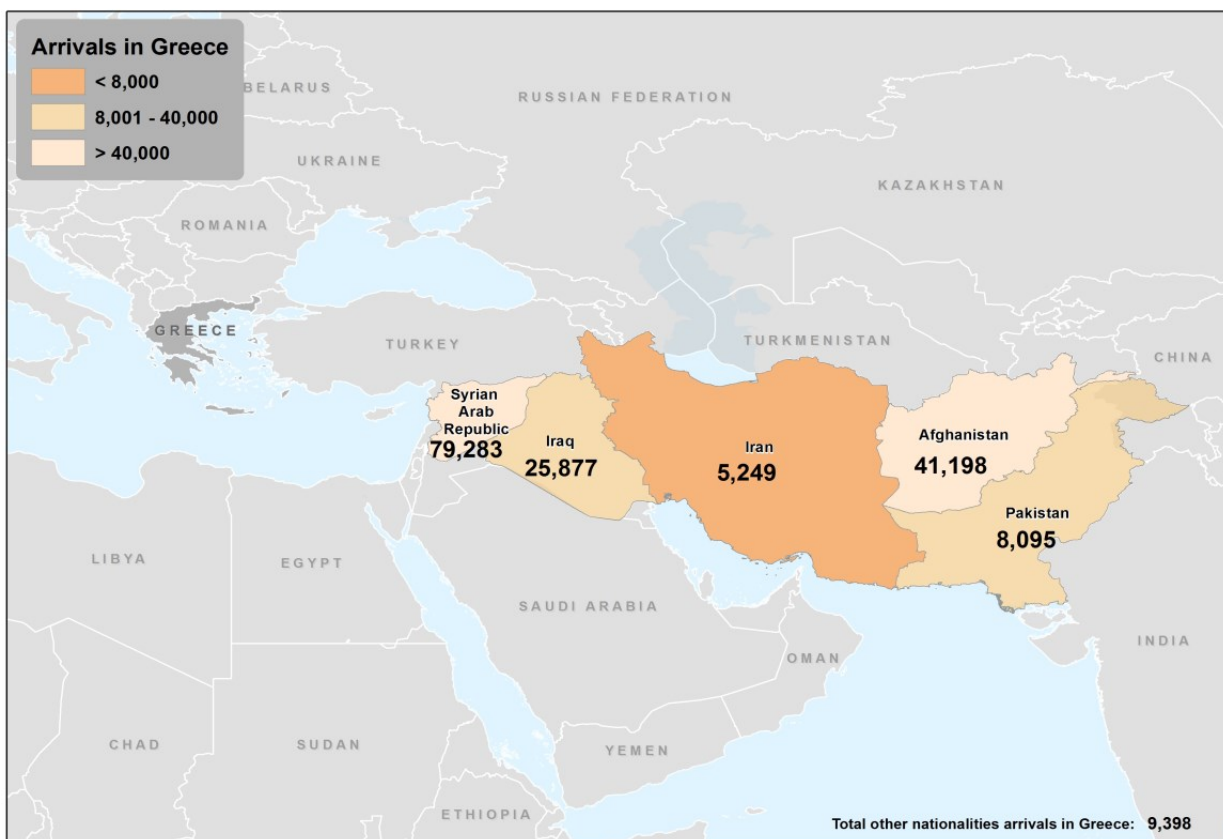 Arrivals in Greece
< 8,000
8,001 - 40,000
> 40,000
BELARUS
RUSSIAN FEDERATION
UKRAINE
KAZAKHSTAN
ROMANIA
GREECE
TURKEY
TURKMENISTAN
CHINA
Syrian
Arab
Republic
79,283
Iraq
25,877
Iran
5,249
Afghanistan
41,198
Pakistan
8,095
LIBYA
EGYPT
SAUDI ARABIA
INDIA
OMAN
CHAD
SUDAN
YEMEN
ETHIOPIA
Total other nationalities arrivals in Greece: 9,398